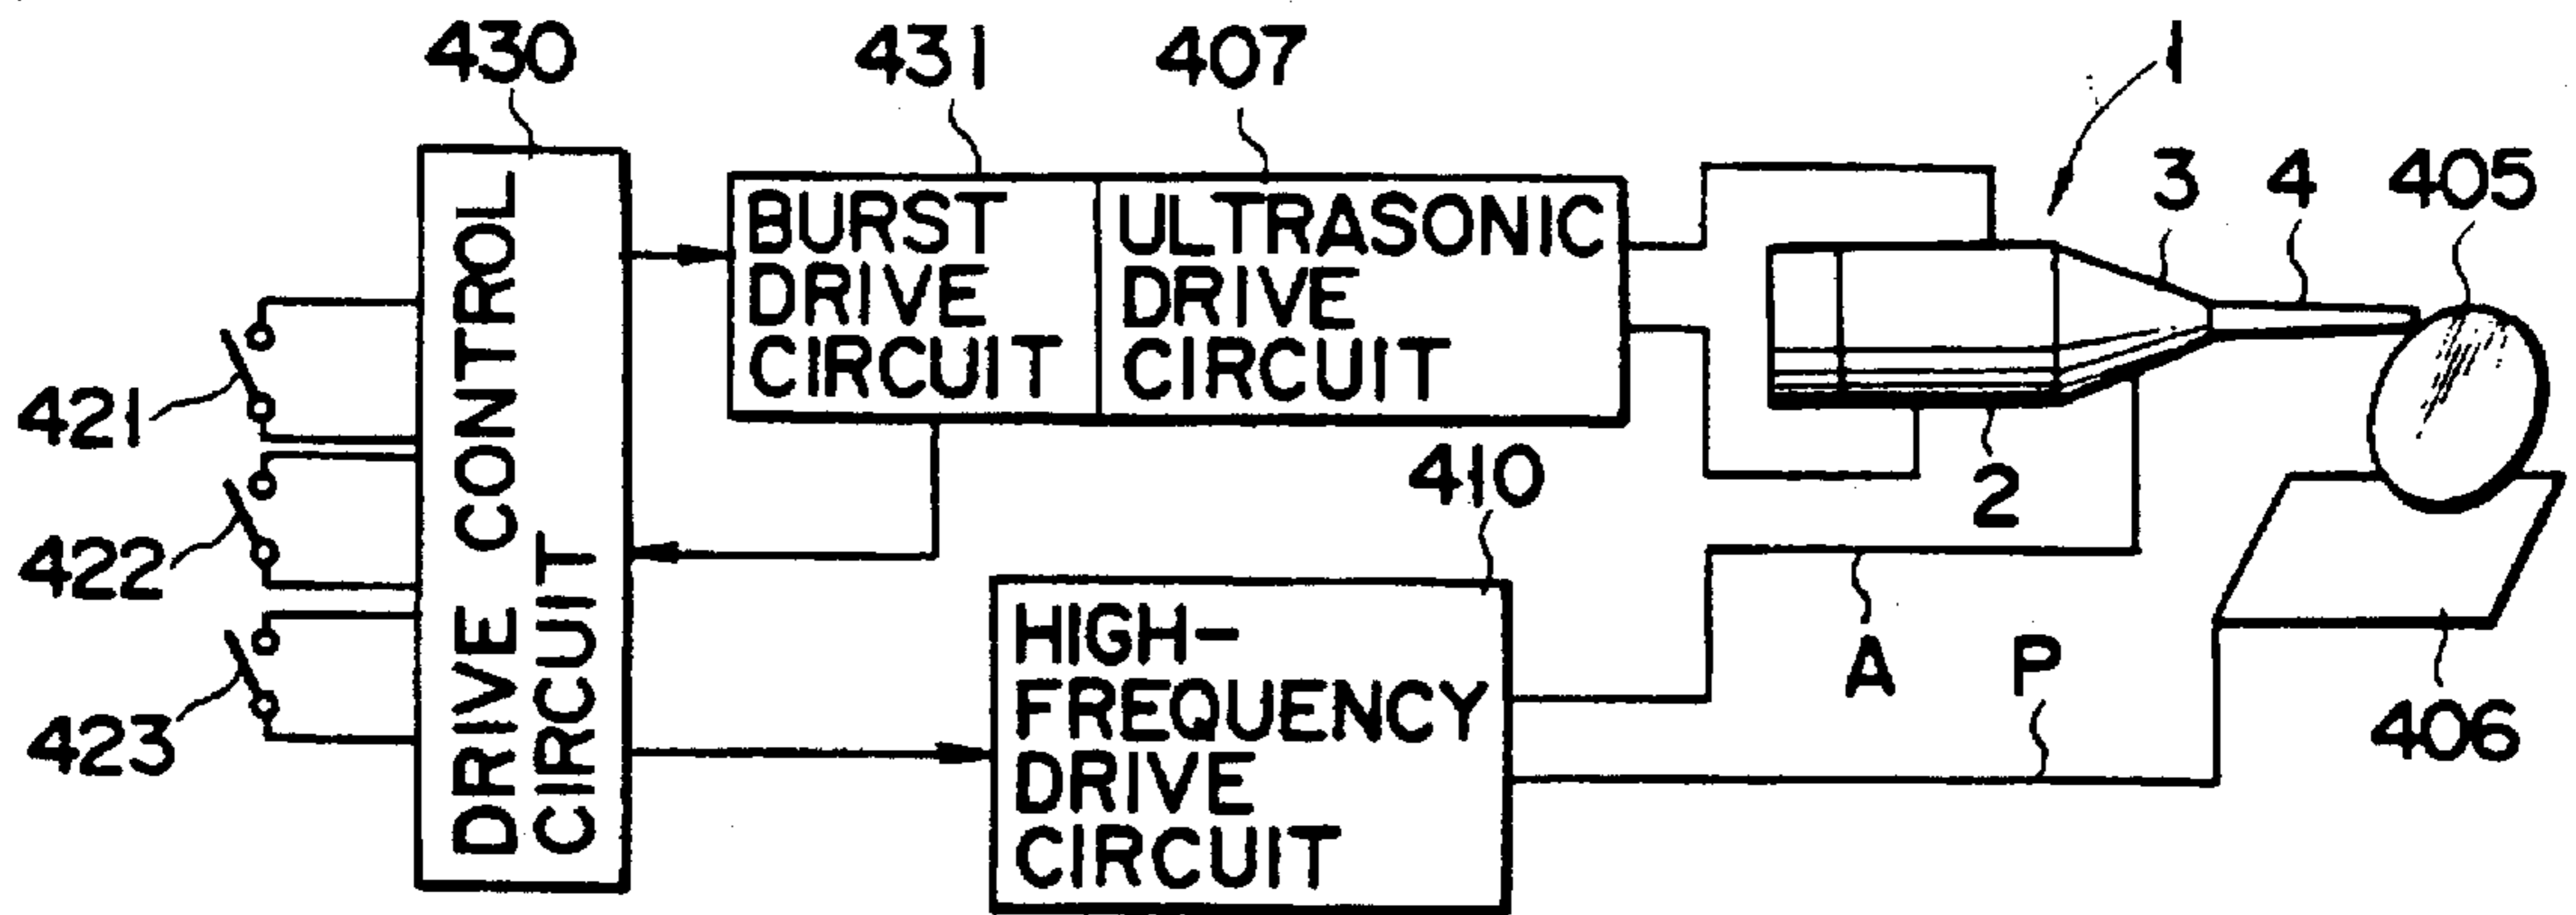 430
431
407
1
3
4
405
DRIVE CONTROL
CIRCUIT
BURST
DRIVE
CIRCUIT
ULTRASONIC
DRIVE
CIRCUIT
421
422
423
2
410
HIGH-
FREQUENCY
DRIVE
CIRCUIT
A
P
406